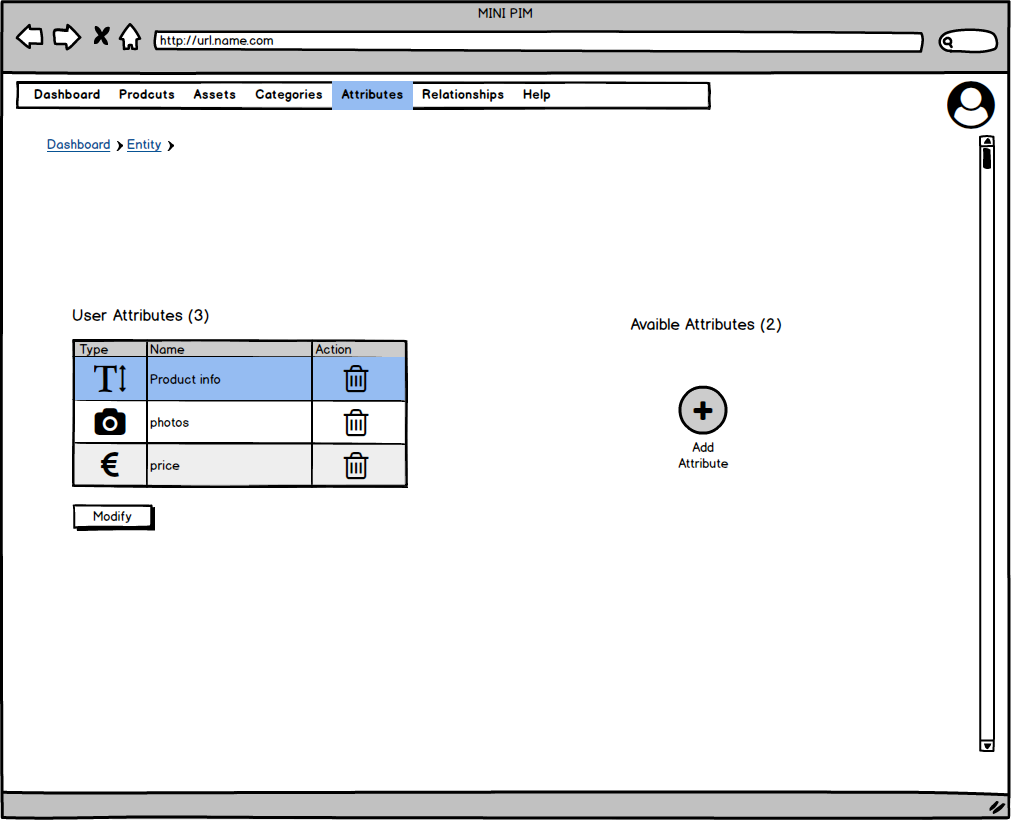 MINI PIM
http://url.name.com
Dashboard Prodcuts Assets Categories Attributes Relationships Help
Dashboard Entity
User Attributes (3)
Avaible Attributes (2)
Type Name Action
Product info
photos
price
Add
Attribute
Modify